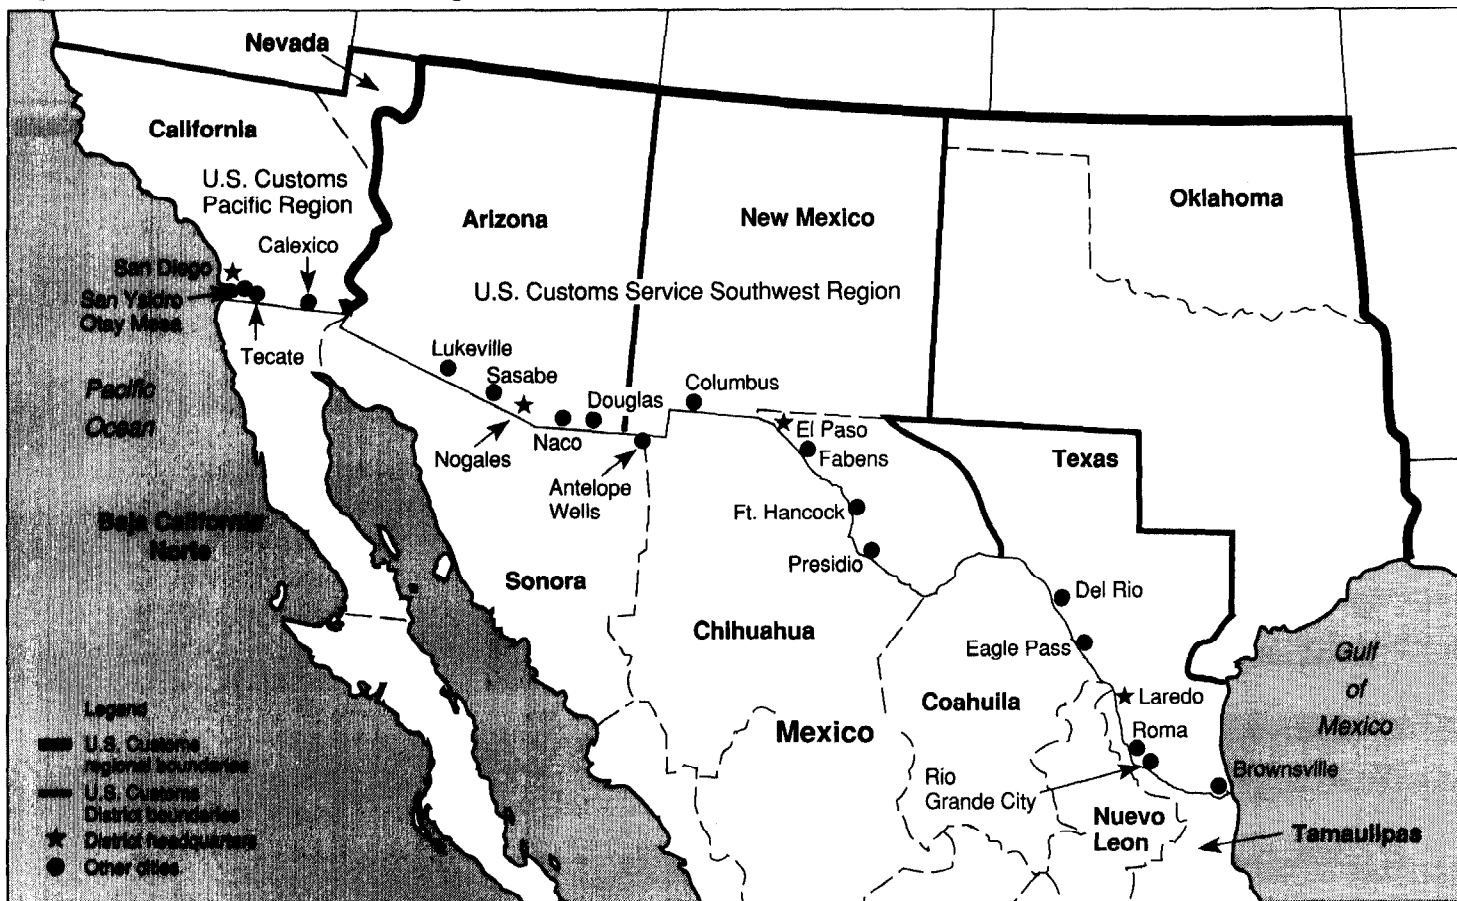 Nevada
California
U.S. Customs
Pacific Region
Arizona
New Mexico
Oklahoma
Calexico
San Diego
San Ysidro
Otay Mesa
Tecate
U.S. Customs Service Southwest Region
Lukeville
Sasabe
Douglas
Columbus
Pacific
Ocean
Naco
Nogales
El Paso
Fabens
Texas
Antelope
Wells
Ft. Hancock
Baja California
Norte
Presidio
Sonora
Del Rio
Chihuahua
Eagle Pass
Gulf
of
Mexico
Coahuila
Laredo
Mexico
Roma
Rio
Grande City
Brownsville
Nuevo
Leon
Tamaulipas
Legend
U.S. Customs
regional boundaries
U.S. Customs
District boundaries
District headquarters
Other cities